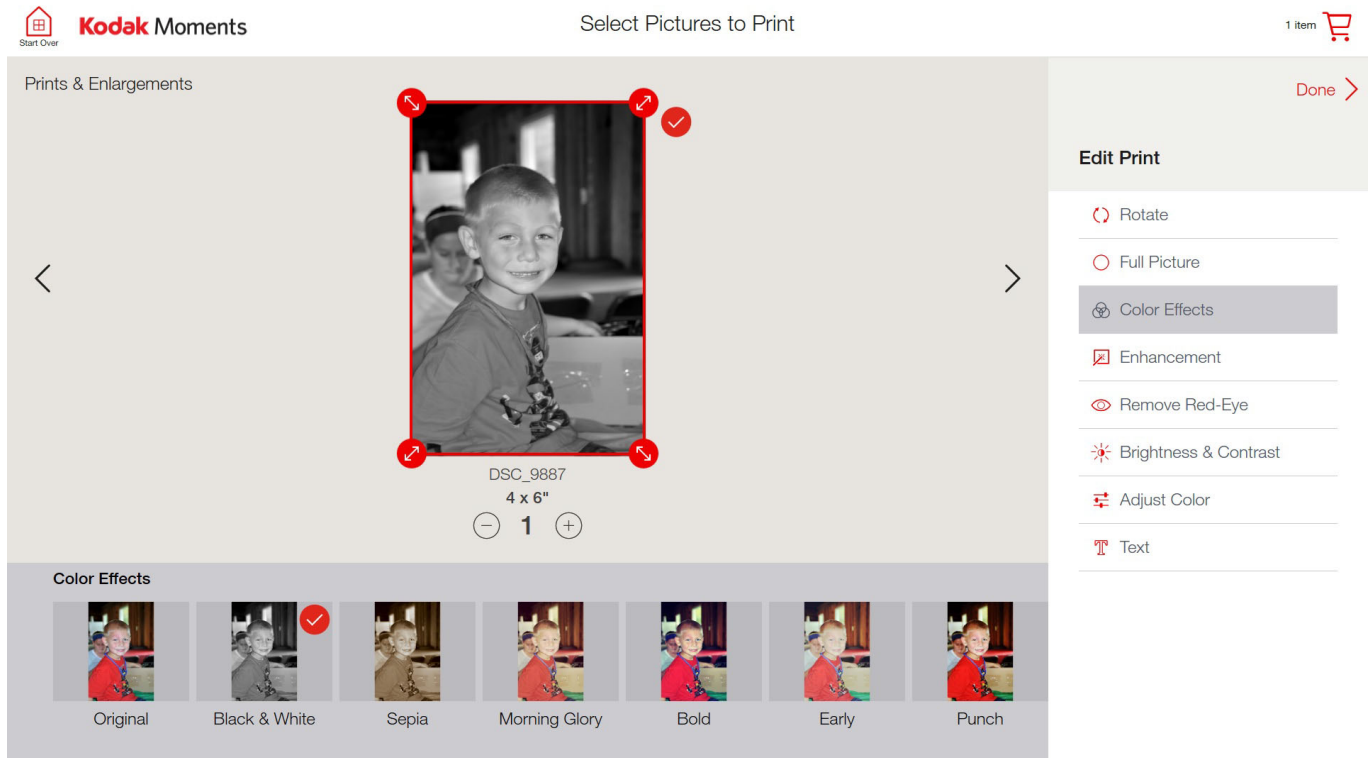 Start Over
Kodak Moments
Select Pictures to Print
1 item
Prints & Enlargements
Done
Edit Print
Rotate
Full Picture
Color Effects
Enhancement
Remove Red-Eye
Brightness & Contrast
Adjust Color
Text
DSC_9887
4 x 6"
1
Color Effects
Original
Black & White
Sepia
Morning Glory
Bold
Early
Punch